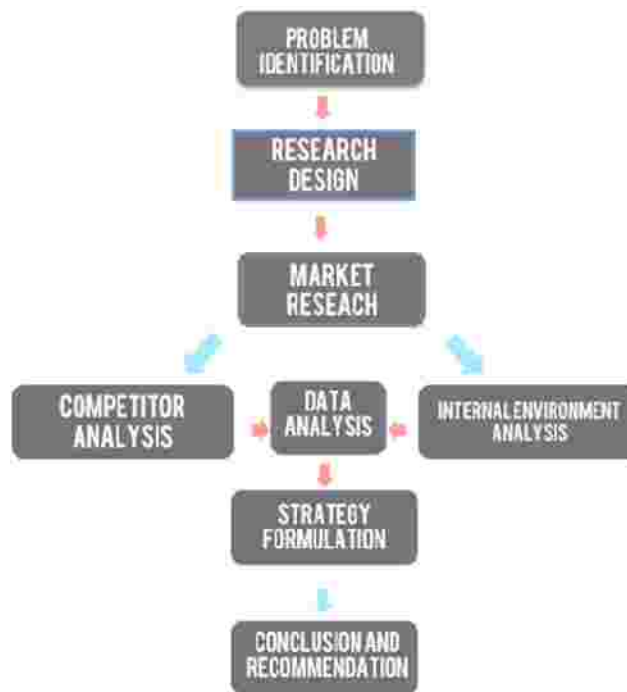 PROBLEM
IDENTIFICATION
RESEARCH
DESIGN
MARKET
RESEACH
COMPETITOR
ANALYSIS
DATA
ANALYSIS
INTERNAL ENVIRONMENT
ANALYSIS
STRATEGY
FORMULATION
CONCLUSION AND
RECOMMENDATION